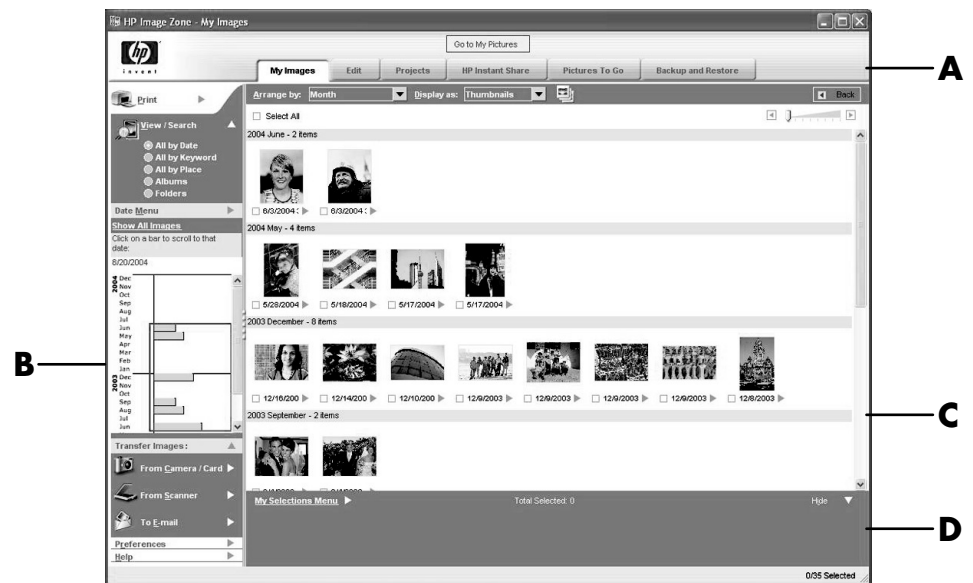 HP Image Zone - My Images
hp
invent
Go to My Pictures
My Images
Edit
Projects
HP Instant Share
Pictures To Go
Backup and Restore
A
Print
Arrange by: Month
Display as: Thumbnails
Back
View / Search
All by Date
All by Keyword
All by Place
Albums
Folders
Select All
2004 June - 2 items
6/3/2004
6/3/2004
Date Menu
Show All Images
Click on a bar to scroll to that
date:
8/20/2004
2004 May - 4 items
5/28/2004
5/18/2004
5/17/2004
5/17/2004
2004
Dec
Nov
Oct
Sep
Aug
Jul
Jun
May
Apr
Mar
Feb
Jan
2003
Dec
Nov
Oct
Sep
Aug
Jul
Jun
B
2003 December - 8 items
12/16/200
12/14/200
12/10/200
12/9/2003
12/9/2003
12/9/2003
12/9/2003
12/8/2003
2003 September - 2 items
C
Transfer Images:
From Camera / Card
From Scanner
To E-mail
Preferences
Help
My Selections Menu
Total Selected: 0
Hide
D
0/35 Selected